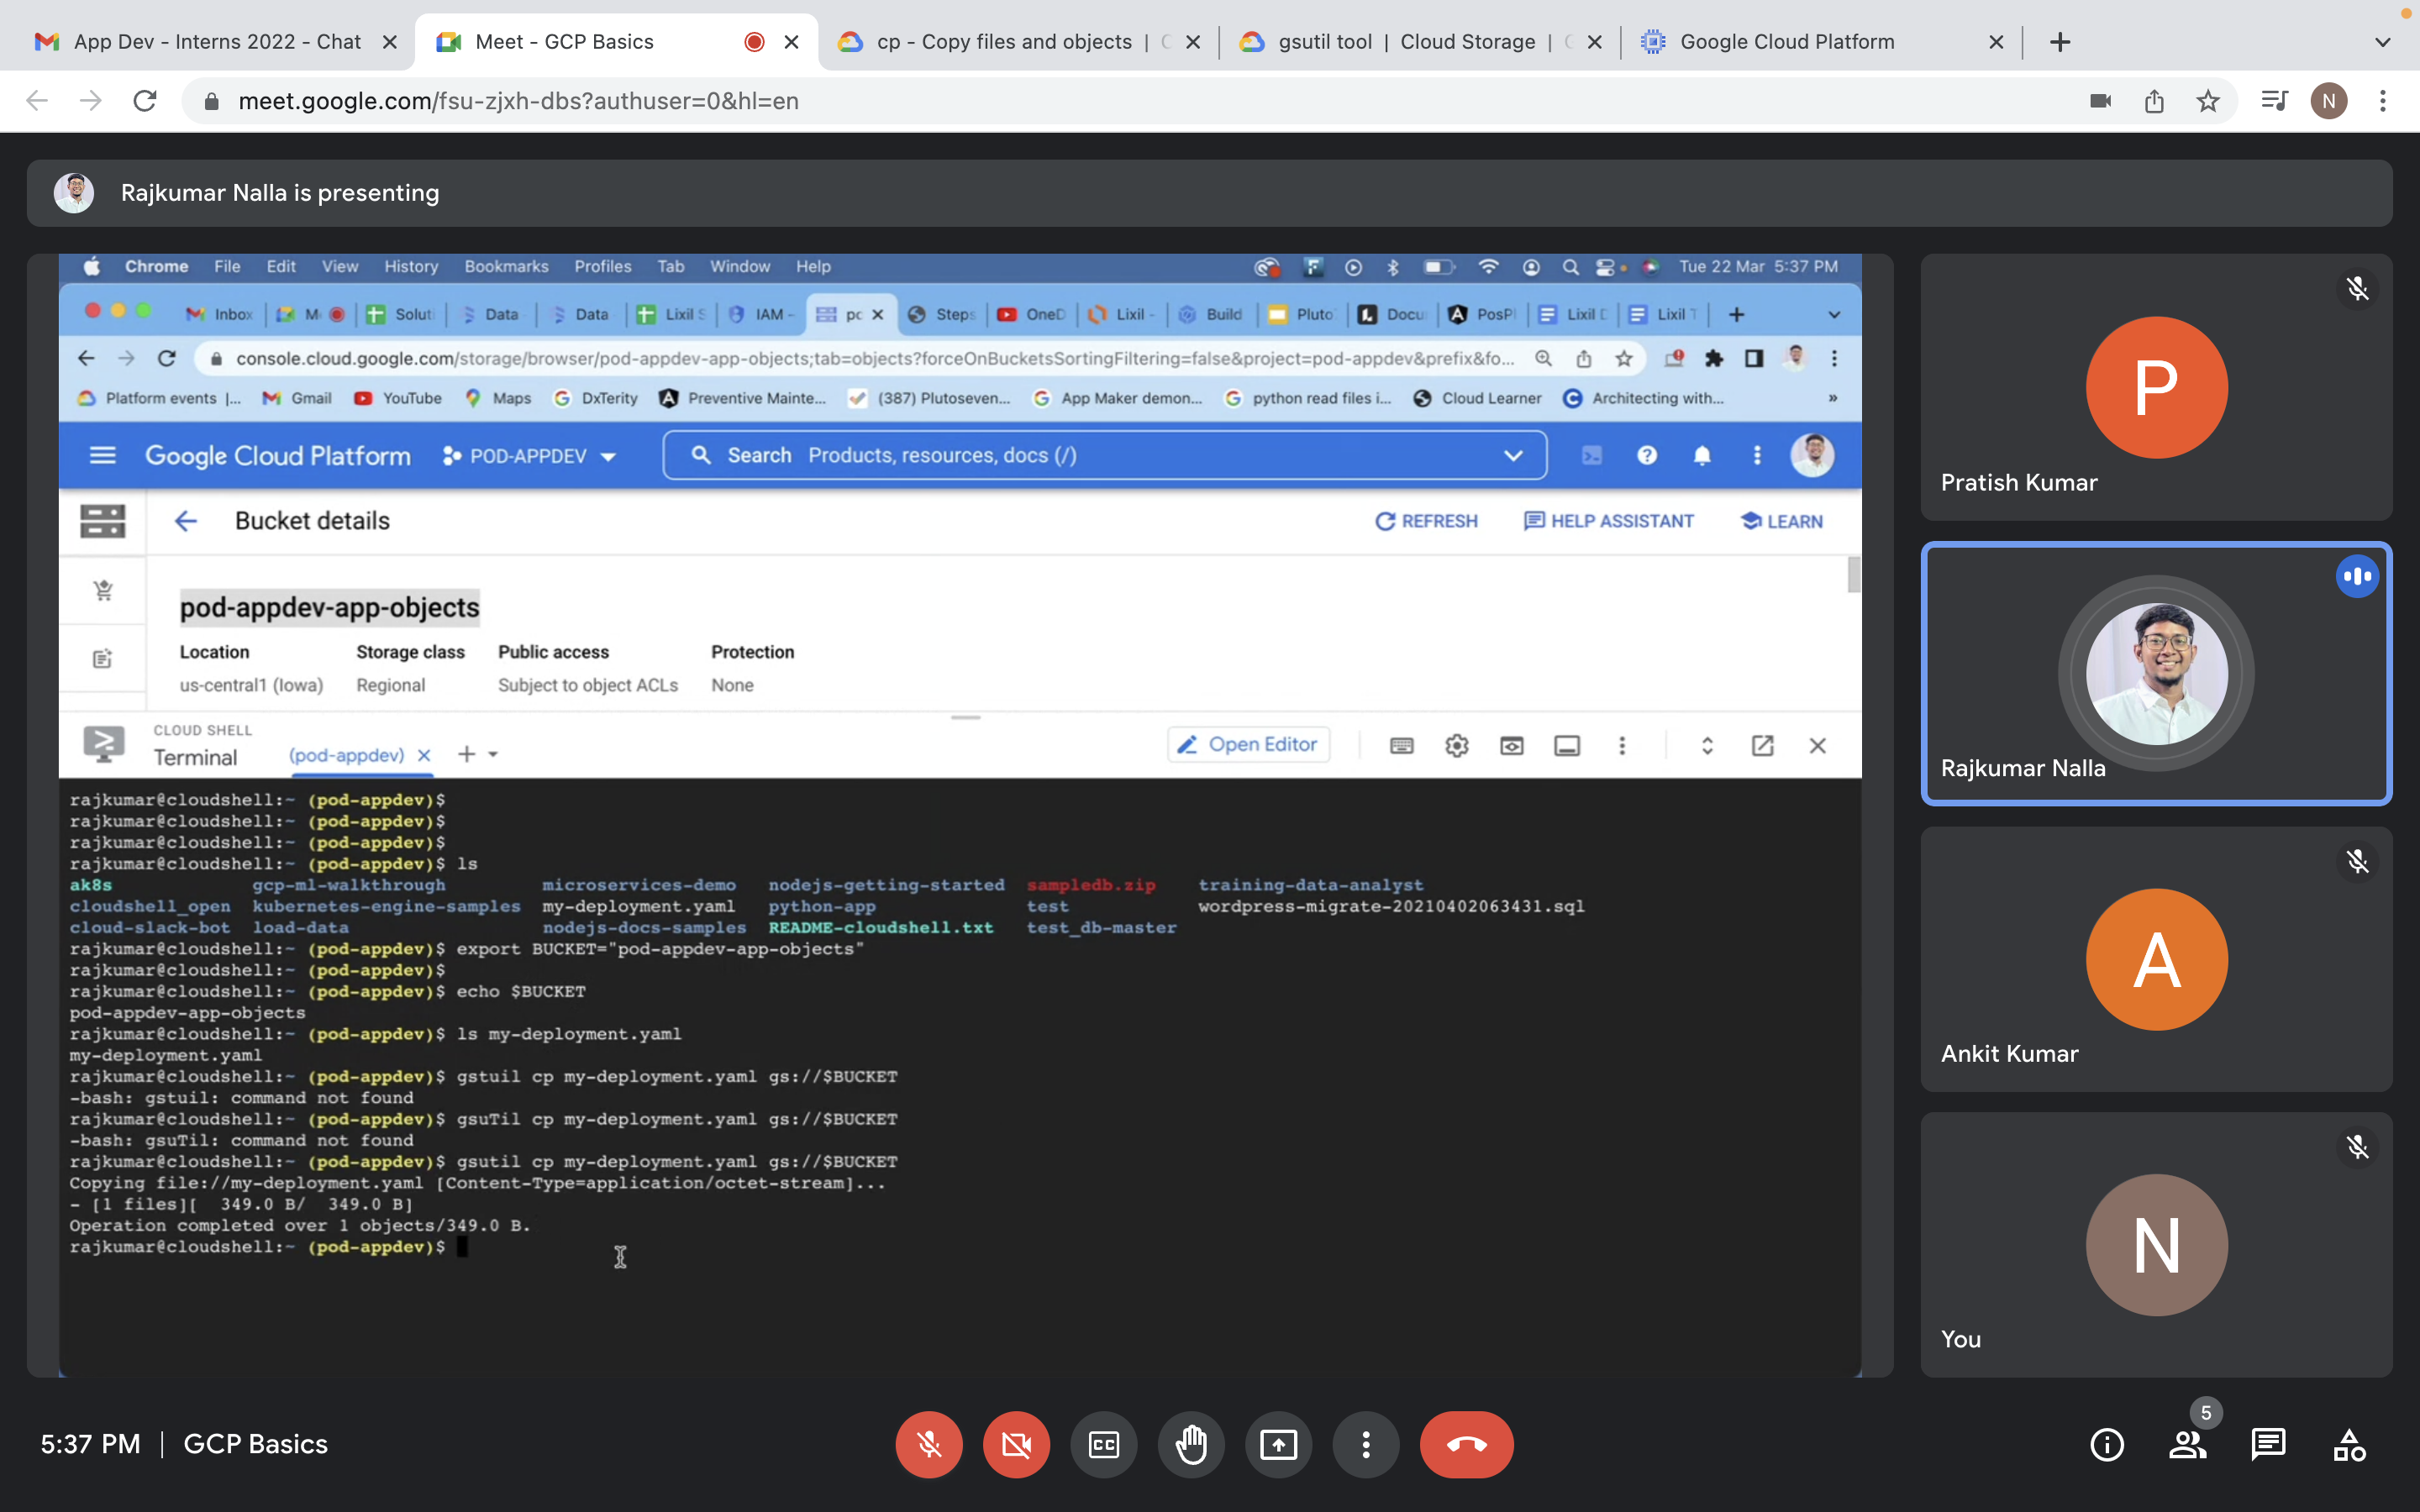 App Dev - Interns 2022 - Chat
Meet - GCP Basics
cp - Copy files and objects |
gsutil tool | Cloud Storage |
Google Cloud Platform
meet.google.com/fsu-zjxh-dbs?authuser=0&hl=en
N
Rajkumar Nalla is presenting
Chrome File Edit View History Bookmarks Profiles Tab Window Help
Tue 22 Mar 5:37 PM
Inbox
M
Solut
Data
Data
Lixil S
IAM -
po
Steps
OneD
Lixil -
Build
Pluto
Docu
PosP
Lixil D
Lixil T
console.cloud.google.com/storage/browser/pod-appdev-app-objects;tab=objects?forceOnBucketsSortingFiltering=false&project=pod-appdev&prefix&fo...
Platform events |...
Gmail
YouTube
Maps
DxTerity
Preventive Mainte...
(387) Plutoseven...
App Maker demon...
python read files i...
Cloud Learner
Architecting with...
»
Google Cloud Platform
POD-APPDEV
Search Products, resources, docs (/)
Bucket details
REFRESH
HELP ASSISTANT
LEARN
pod-appdev-app-objects
Location Storage class Public access Protection
us-central1 (Iowa) Regional Subject to object ACLs None
CLOUD SHELL
Terminal
(pod-appdev)
Open Editor
rajkumar@cloudshell:~ (pod-appdev)$
rajkumar@cloudshell:~ (pod-appdev)$
rajkumar@cloudshell:~ (pod-appdev)$
rajkumar@cloudshell:~ (pod-appdev)$ ls
ak8s gcp-ml-walkthrough microservices-demo nodejs-getting-started sampledb.zip training-data-analyst
cloudshell_open kubernetes-engine-samples my-deployment.yaml python-app test wordpress-migrate-20210402063431.sql
cloud-slack-bot load-data nodejs-docs-samples README-cloudshell.txt test_db-master
rajkumar@cloudshell:~ (pod-appdev)$ export BUCKET="pod-appdev-app-objects"
rajkumar@cloudshell:~ (pod-appdev)$
rajkumar@cloudshell:~ (pod-appdev)$ echo $BUCKET
pod-appdev-app-objects
rajkumar@cloudshell:~ (pod-appdev)$ ls my-deployment.yaml
my-deployment.yaml
rajkumar@cloudshell:~ (pod-appdev)$ gstuil cp my-deployment.yaml gs://$BUCKET
-bash: gstuil: command not found
rajkumar@cloudshell:~ (pod-appdev)$ gsuTil cp my-deployment.yaml gs://$BUCKET
-bash: gsuTil: command not found
rajkumar@cloudshell:~ (pod-appdev)$ gsutil cp my-deployment.yaml gs://$BUCKET
Copying file://my-deployment.yaml [Content-Type=application/octet-stream]...
- [1 files][ 349.0 B/ 349.0 B]
Operation completed over 1 objects/349.0 B.
rajkumar@cloudshell:~ (pod-appdev)$
P
Pratish Kumar
Rajkumar Nalla
A
Ankit Kumar
N
You
5:37 PM | GCP Basics
5